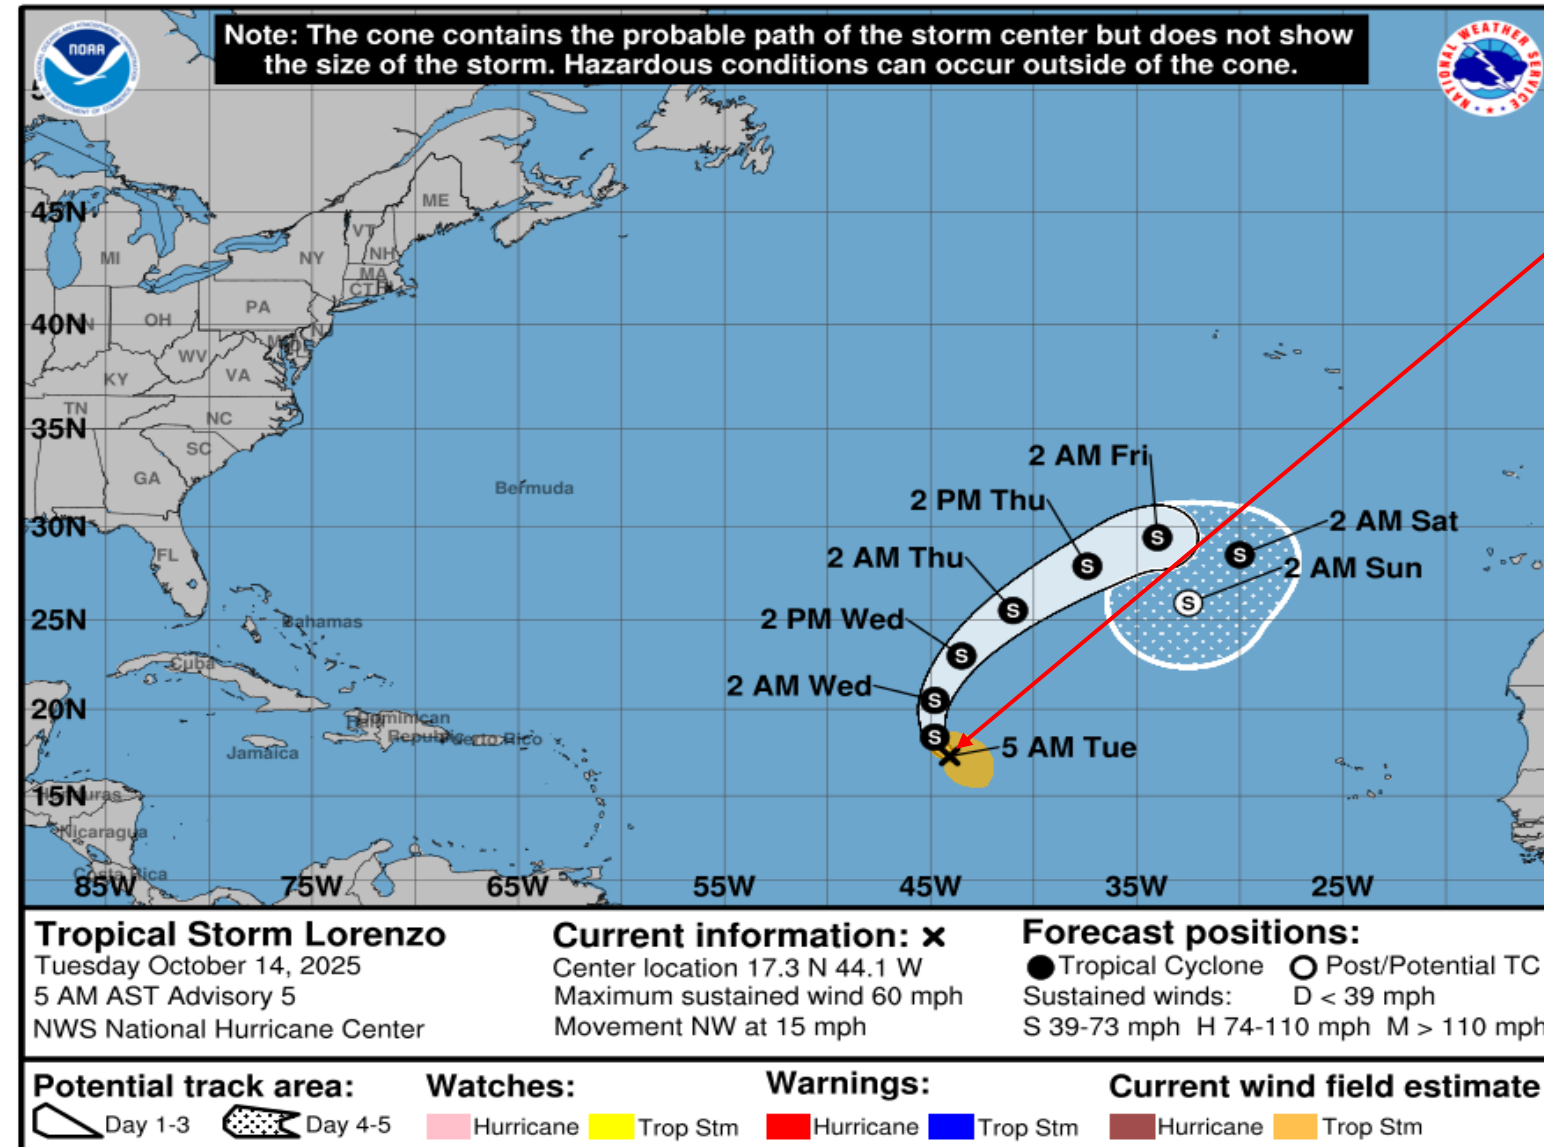 Note: The cone contains the probable path of the storm center but does not show
the size of the storm. Hazardous conditions can occur outside of the cone.
NOAA
NATIONAL WEATHER SERVICE
ME
45N
VT
MI
NY
NH
MA
CT
PA
OH
40N
WV
VA
KY
TN
NC
35N
SC
GA
Bermuda
30N
FL
2 AM Fri
2 PM Thu
2 AM Sat
2 AM Thu
2 AM Sun
2 PM Wed
25N
Bahamas
Cuba
2 AM Wed
20N
Dominican
Republic
Puerto Rico
Jamaica
5 AM Tue
15N
Nicaragua
Costa Rica
85W 75W 65W 55W 45W 35W 25W
S
S
S
S
S
S
S
S
Tropical Storm Lorenzo
Tuesday October 14, 2025
5 AM AST Advisory 5
NWS National Hurricane Center
Current information: ×
Center location 17.3 N 44.1 W
Maximum sustained wind 60 mph
Movement NW at 15 mph
Forecast positions:
Tropical Cyclone Post/Potential TC
Sustained winds: D < 39 mph
S 39-73 mph H 74-110 mph M > 110 mph
Potential track area:
Day 1-3 Day 4-5
Watches:
Hurricane Trop Stm
Warnings:
Hurricane Trop Stm
Current wind field estimate
Hurricane Trop Stm